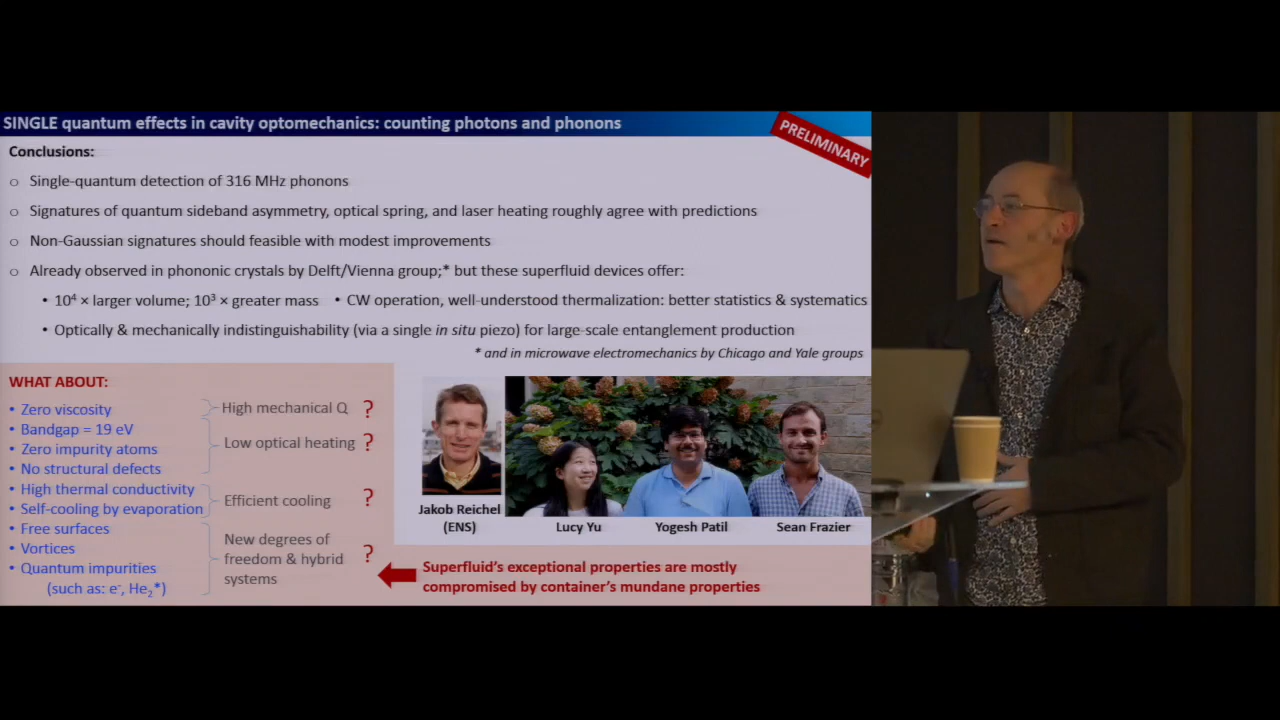 SINGLE quantum effects in cavity optomechanics: counting photons and phonons
PRELIMINARY
Conclusions:
o Single-quantum detection of 316 MHz phonons
o Signatures of quantum sideband asymmetry, optical spring, and laser heating roughly agree with predictions
o Non-Gaussian signatures should feasible with modest improvements
o Already observed in phononic crystals by Delft/Vienna group;* but these superfluid devices offer:
• 10⁴ × larger volume; 10³ × greater mass • CW operation, well-understood thermalization: better statistics & systematics
• Optically & mechanically indistinguishability (via a single in situ piezo) for large-scale entanglement production
* and in microwave electromechanics by Chicago and Yale groups
WHAT ABOUT:
• Zero viscosity
• Bandgap = 19 eV
• Zero impurity atoms
• No structural defects
• High thermal conductivity
• Self-cooling by evaporation
• Free surfaces
• Vortices
• Quantum impurities
(such as: e⁻, He₂*)
High mechanical Q ?
Low optical heating ?
Efficient cooling ?
New degrees of
freedom & hybrid ?
systems
Jakob Reichel
(ENS)
Lucy Yu
Yogesh Patil
Sean Frazier
Superfluid's exceptional properties are mostly
compromised by container's mundane properties